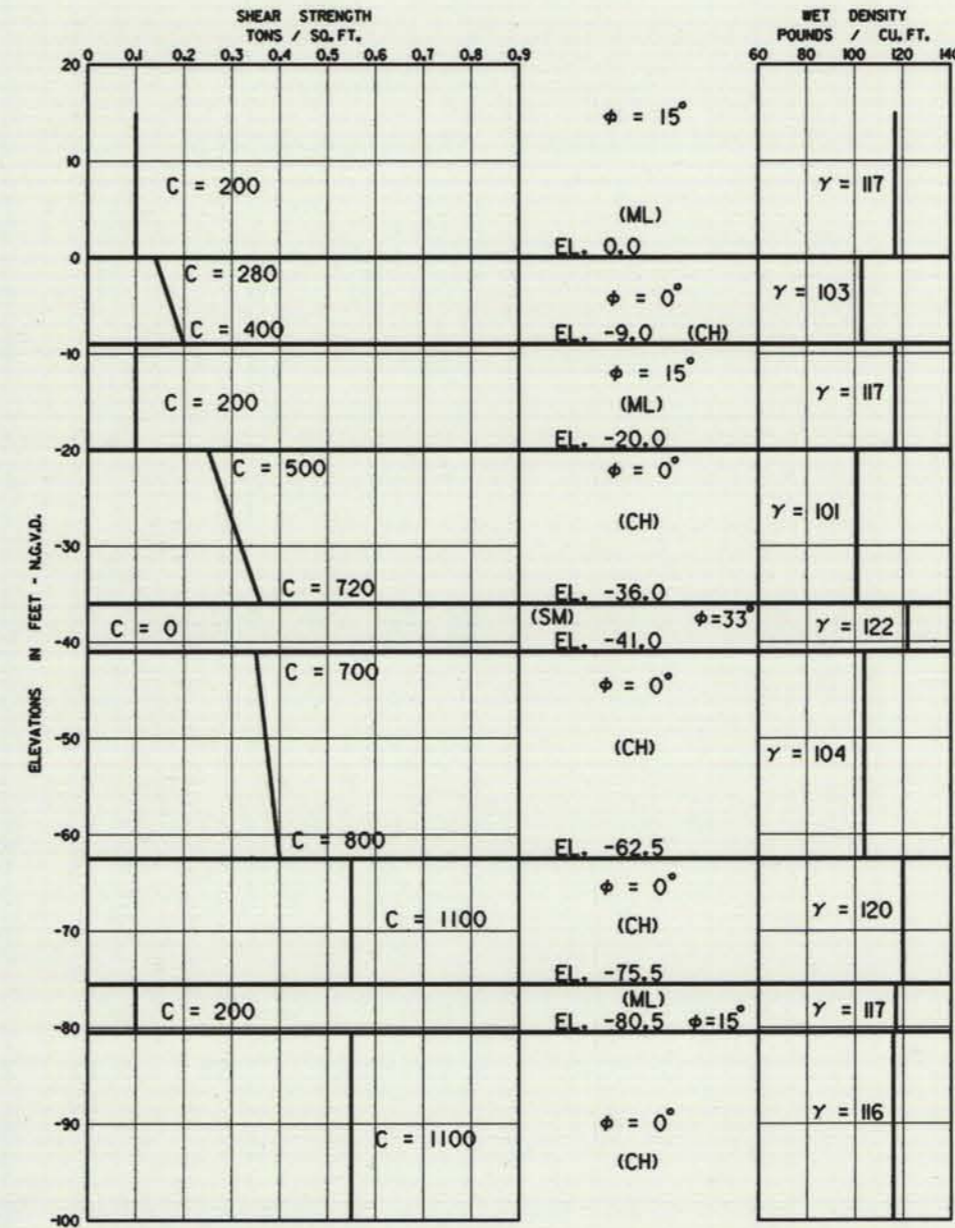 SHEAR STRENGTH
TONS / SQ. FT.
WET DENSITY
POUNDS / CU. FT.
0 0.1 0.2 0.3 0.4 0.5 0.6 0.7 0.8 0.9
60 80 100 120 140
ELEVATIONS IN FEET - N.G.V.D.
20
ϕ = 15°
10
C = 200
γ = 117
(ML)
EL. 0.0
0
C = 280
ϕ = 0°
γ = 103
C = 400
EL. -9.0 (CH)
-10
ϕ = 15°
C = 200
(ML)
γ = 117
EL. -20.0
-20
C = 500
ϕ = 0°
(CH)
γ = 101
-30
C = 720
EL. -36.0
C = 0
(SM) ϕ=33°
EL. -41.0
γ = 122
-40
C = 700
ϕ = 0°
-50
(CH)
γ = 104
-60
C = 800
EL. -62.5
ϕ = 0°
C = 1100
(CH)
γ = 120
-70
EL. -75.5
C = 200
(ML)
EL. -80.5 ϕ=15°
γ = 117
-80
-90
C = 1100
ϕ = 0°
(CH)
γ = 116
-100